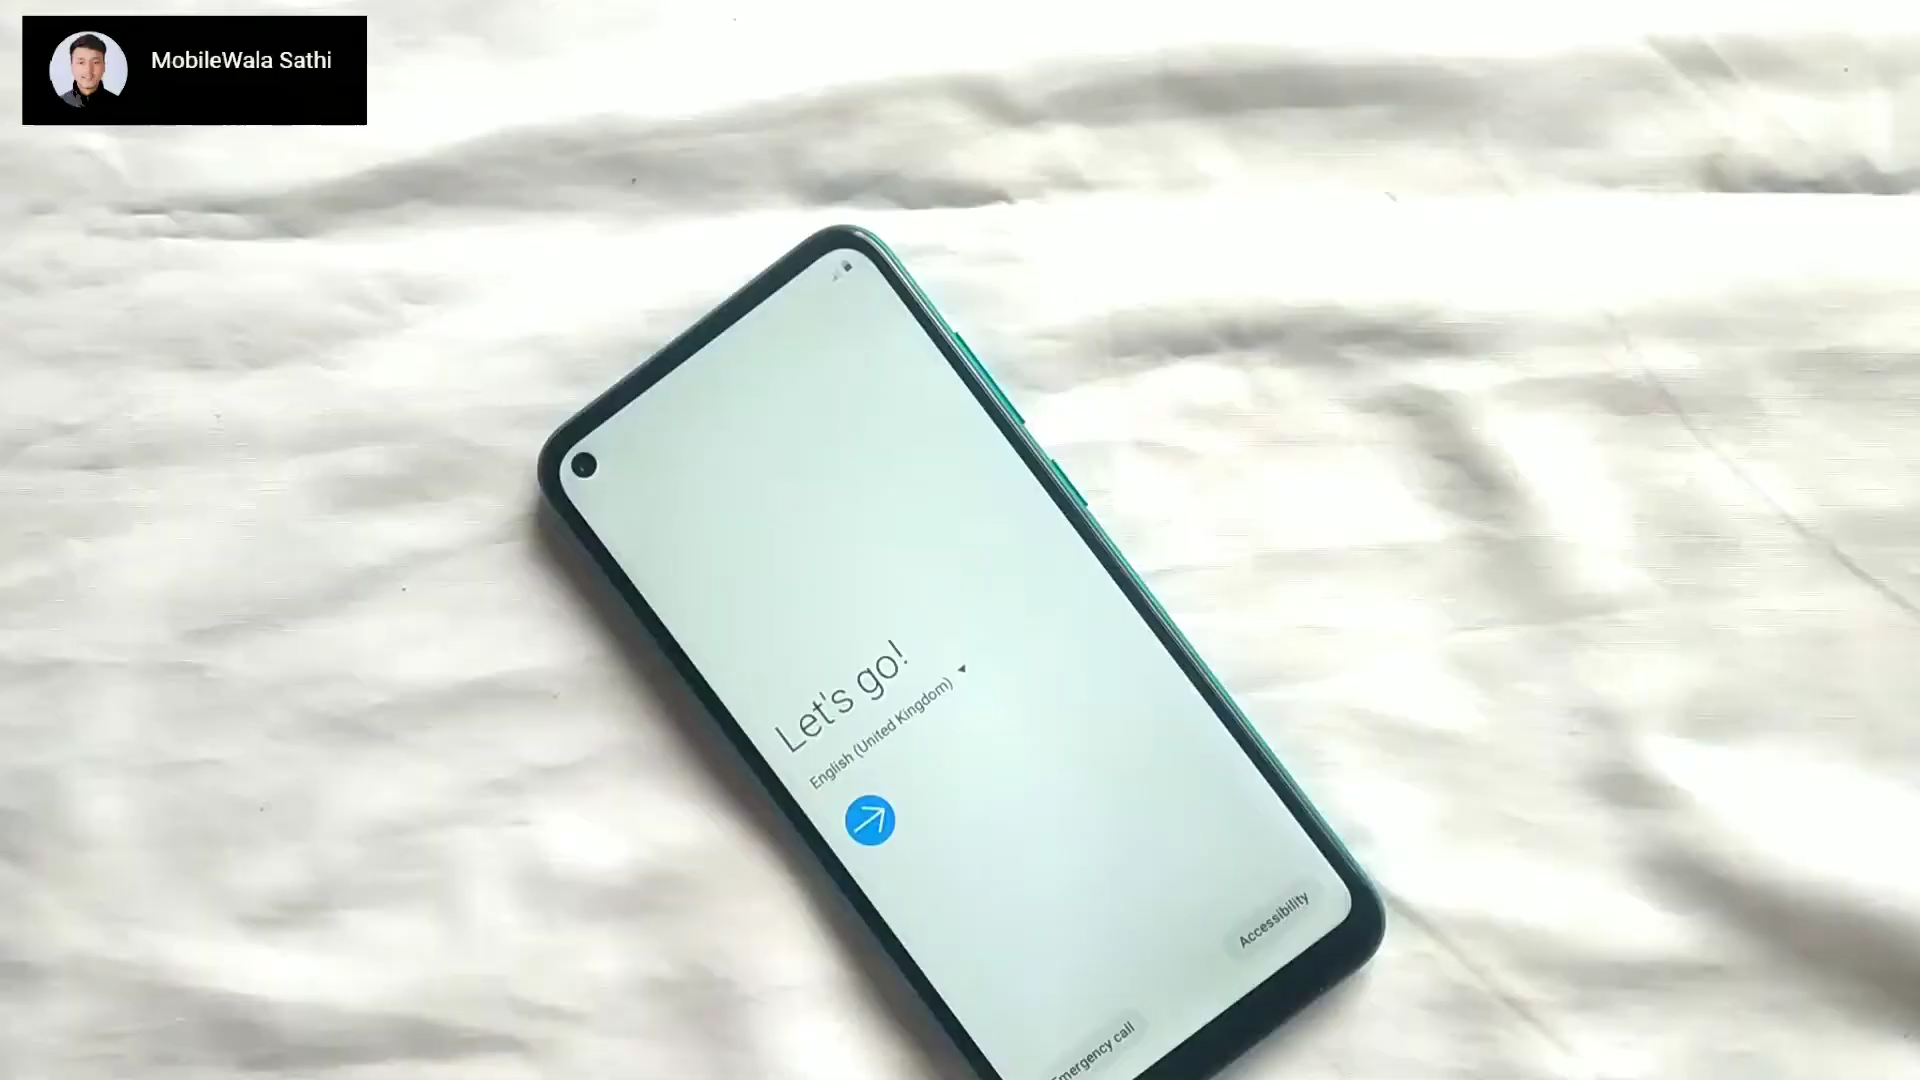 MobileWala Sathi
Let's go!
English (United Kingdom)
Accessibility
Emergency call